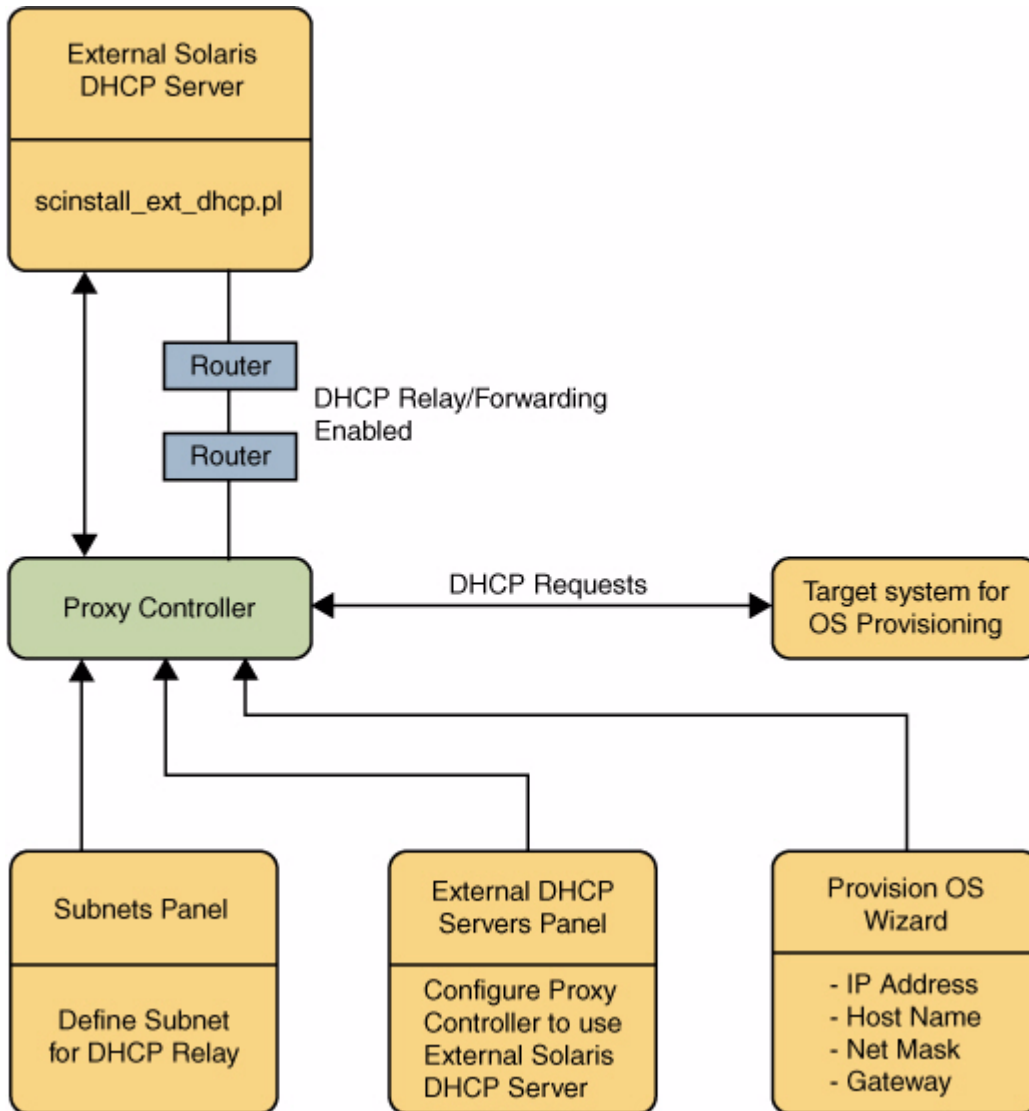 External Solaris
DHCP Server
scinstall_ext_dhcp.pl
Router
DHCP Relay/Forwarding
Enabled
Router
Proxy Controller
DHCP Requests
Target system for
OS Provisioning
Subnets Panel
Define Subnet
for DHCP Relay
External DHCP
Servers Panel
Configure Proxy
Controller to use
External Solaris
DHCP Server
Provision OS
Wizard
- IP Address
- Host Name
- Net Mask
- Gateway